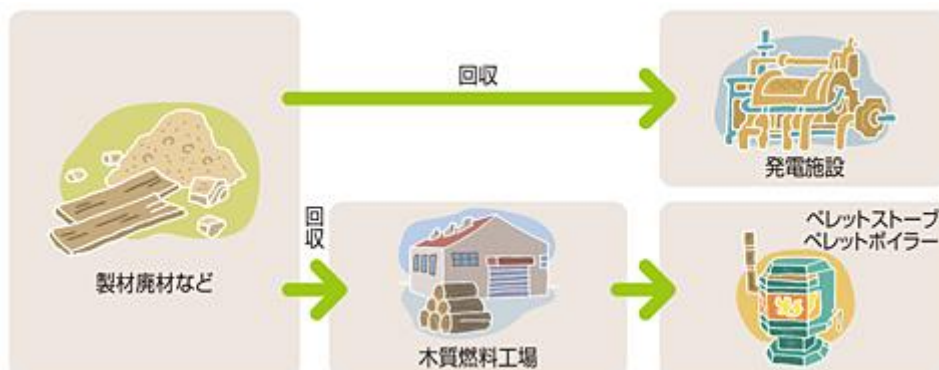 回収
発電施設
製材廃材など
回収
木質燃料工場
ペレットストーブ
ペレットボイラー